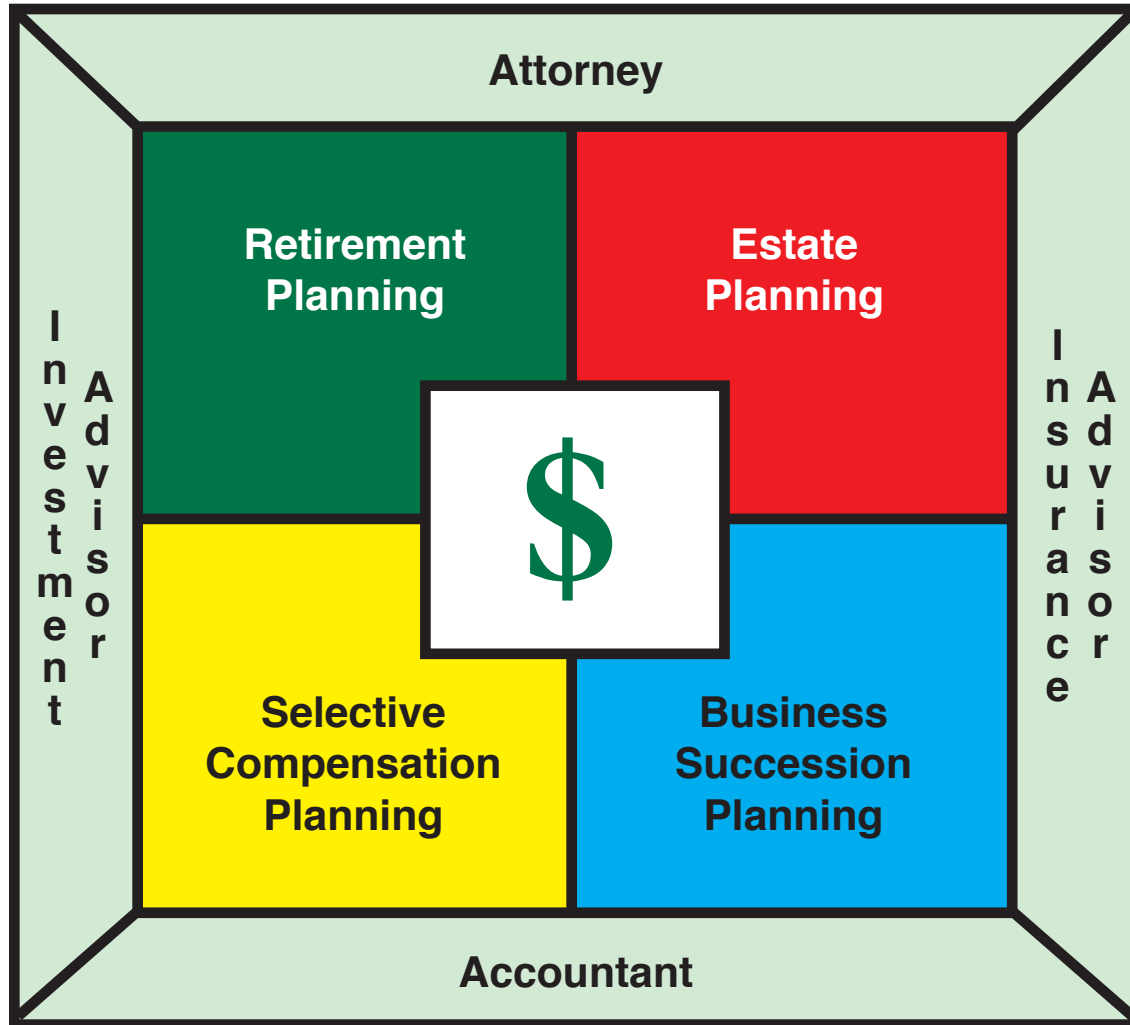 Attorney
Retirement
Planning
Estate
Planning
Investment
Advisor
$
Insurance
Advisor
Selective
Compensation
Planning
Business
Succession
Planning
Accountant